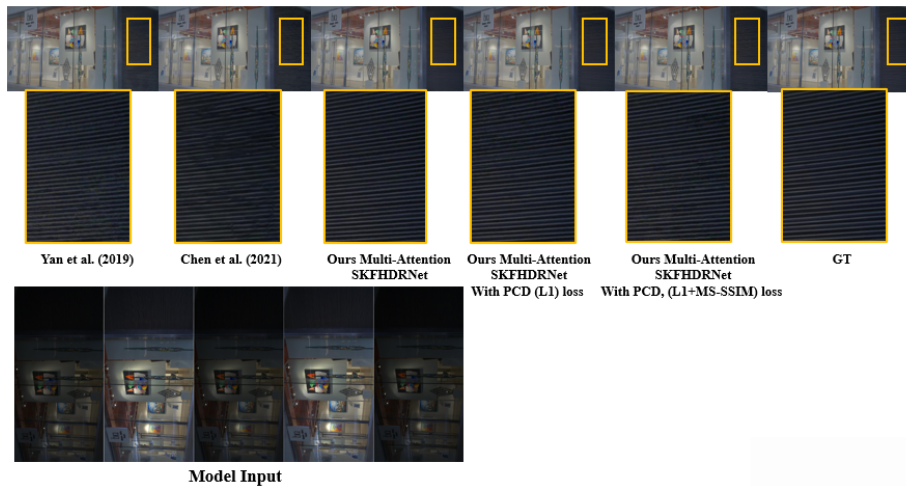 Yan et al. (2019)
Chen et al. (2021)
Ours Multi-Attention
SKFHDRNet
Ours Multi-Attention
SKFHDRNet
With PCD (L1) loss
Ours Multi-Attention
SKFHDRNet
With PCD, (L1+MS-SSIM) loss
GT
Model Input